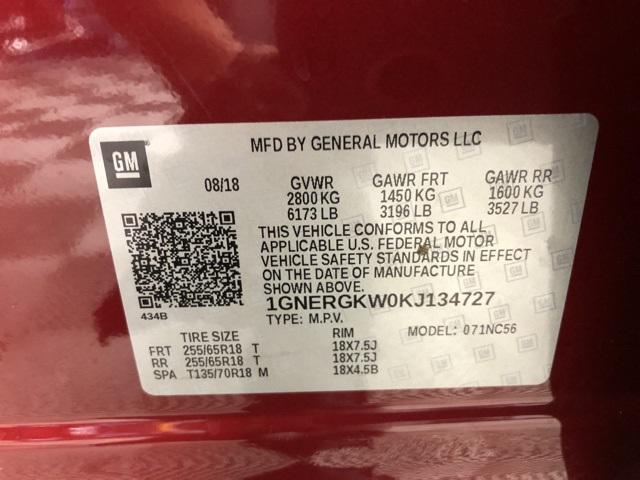 MFD BY GENERAL MOTORS LLC
GM
08/18 GVWR GAWR FRT GAWR RR
2800 KG 1450 KG 1600 KG
6173 LB 3196 LB 3527 LB
THIS VEHICLE CONFORMS TO ALL
APPLICABLE U.S. FEDERAL MOTOR
VEHICLE SAFETY STANDARDS IN EFFECT
ON THE DATE OF MANUFACTURE
SHOWN ABOVE.
434B
1GNERGKW0KJ134727
TYPE: M.P.V. MODEL: 071NC56
TIRE SIZE RIM
FRT 255/65R18 T 18X7.5J
RR 255/65R18 T 18X7.5J
SPA T135/70R18 M 18X4.5B